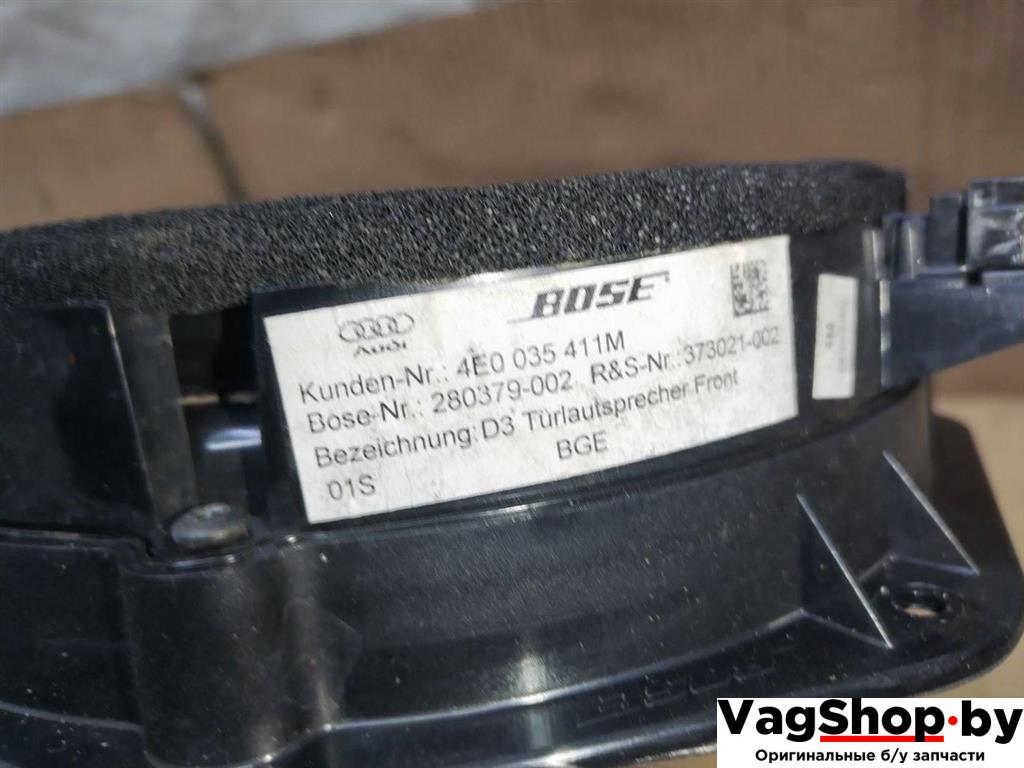 BOSE
Audi
Kunden-Nr.: 4E0 035 411M
Bose-Nr.: 280379-002 R&S-Nr.:373021-002
Bezeichnung: D3 Türlautsprecher Front
01S BGE
BOSE
VagShop.by
Оригинальные б/у запчасти